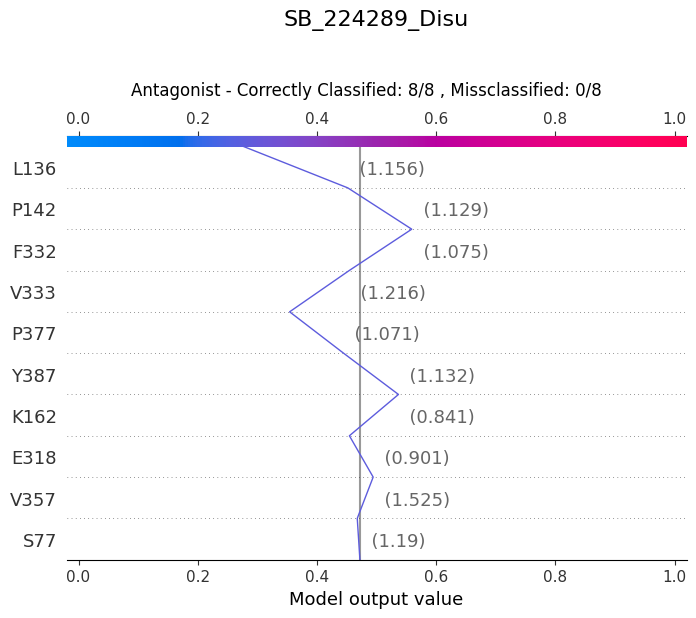 SB_224289_Disu
Antagonist - Correctly Classified: 8/8 , Missclassified: 0/8
0.0 0.2 0.4 0.6 0.8 1.0
L136 (1.156)
P142 (1.129)
F332 (1.075)
V333 (1.216)
P377 (1.071)
Y387 (1.132)
K162 (0.841)
E318 (0.901)
V357 (1.525)
S77 (1.19)
0.0 0.2 0.4 0.6 0.8 1.0
Model output value